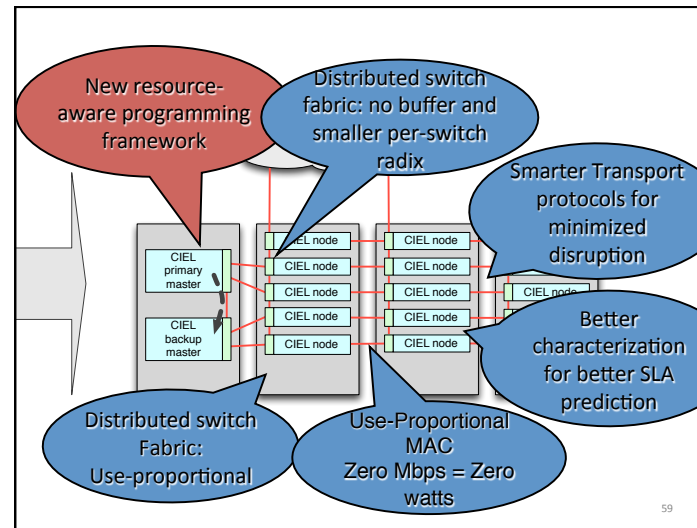 New resource-
aware programming
framework
Distributed switch
fabric: no buffer and
smaller per-switch
radix
Smarter Transport
protocols for
minimized
disruption
CIEL
primary
master
CIEL
backup
master
CIEL node
CIEL node
CIEL node
CIEL node
CIEL node
CIEL node
CIEL node
CIEL node
CIEL node
CIEL node
CIEL node
Better
characterization
for better SLA
prediction
Distributed switch
Fabric:
Use-proportional
Use-Proportional
MAC
Zero Mbps = Zero
watts
59